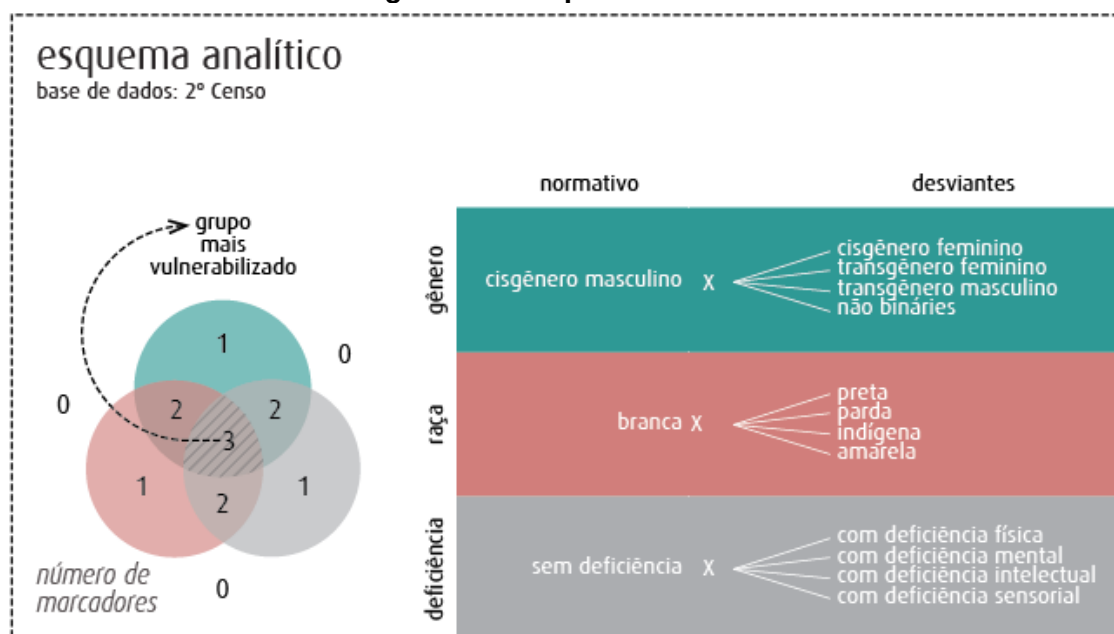 esquema analítico
base de dados: 2º Censo
grupo
mais
vulnerabilizado
1
0
0
2
2
3
1
1
2
0
número de
marcadores
normativo
desviantes
gênero
cisgênero masculino X
cisgênero feminino
transgênero feminino
transgênero masculino
não bináries
raça
branca X
preta
parda
indígena
amarela
deficiência
sem deficiência X
com deficiência física
com deficiência mental
com deficiência intelectual
com deficiência sensorial